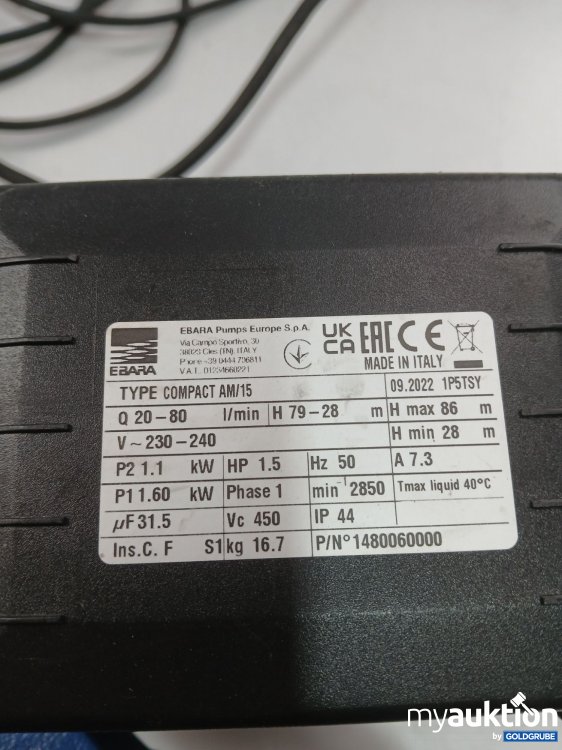 EBARA
EBARA Pumps Europe S.p.A.
Via Campo Sportivo, 30
38023 Cles (TN), ITALY
Phone +39 0444 706811
V.A.T. 01234660221
UK
CA EAC CE
MADE IN ITALY
TYPE COMPACT AM/15 09.2022 1P5TSY
Q 20-80 l/min H 79-28 m H max 86 m
V~230-240 H min 28 m
P2 1.1 kW HP 1.5 Hz 50 A 7.3
P1 1.60 kW Phase 1 min⁻¹ 2850 Tmax liquid 40°C
µF 31.5 Vc 450 IP 44
Ins.C. F S1 kg 16.7 P/N°1480060000
myauktion
by GOLDGRUBE